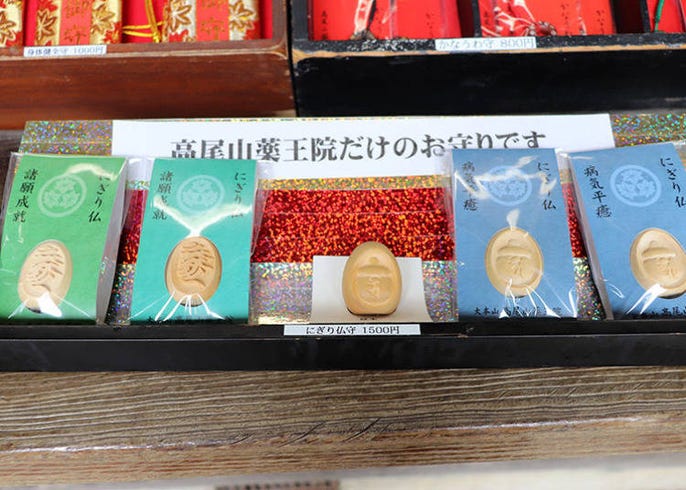 身体健全守 1000円
かなうわ守 800円
高尾山薬王院だけのお守りです
にぎり仏
諸願成就
にぎり仏
諸願成就
にぎり仏
病気平癒
にぎり仏
病気平癒
にぎり仏守 1500円